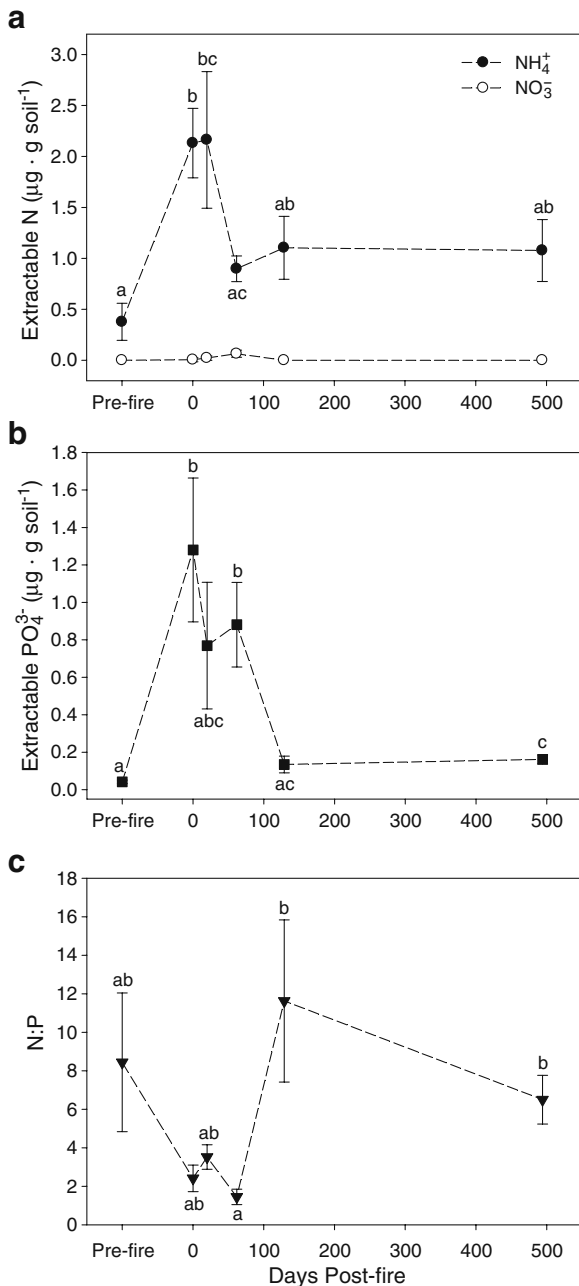 a
Extractable N (µg · g soil⁻¹)
3.0
2.5
2.0
1.5
1.0
0.5
0.0
NH₄⁺
NO₃⁻
a
b
bc
ac
ab
ab
Pre-fire 0 100 200 300 400 500
b
Extractable PO₄³⁻ (µg · g soil⁻¹)
1.8
1.6
1.4
1.2
1.0
0.8
0.6
0.4
0.2
0.0
a
b
abc
b
ac
c
Pre-fire 0 100 200 300 400 500
c
N:P
18
16
14
12
10
8
6
4
2
0
ab
ab
ab
a
b
b
Pre-fire 0 100 200 300 400 500
Days Post-fire